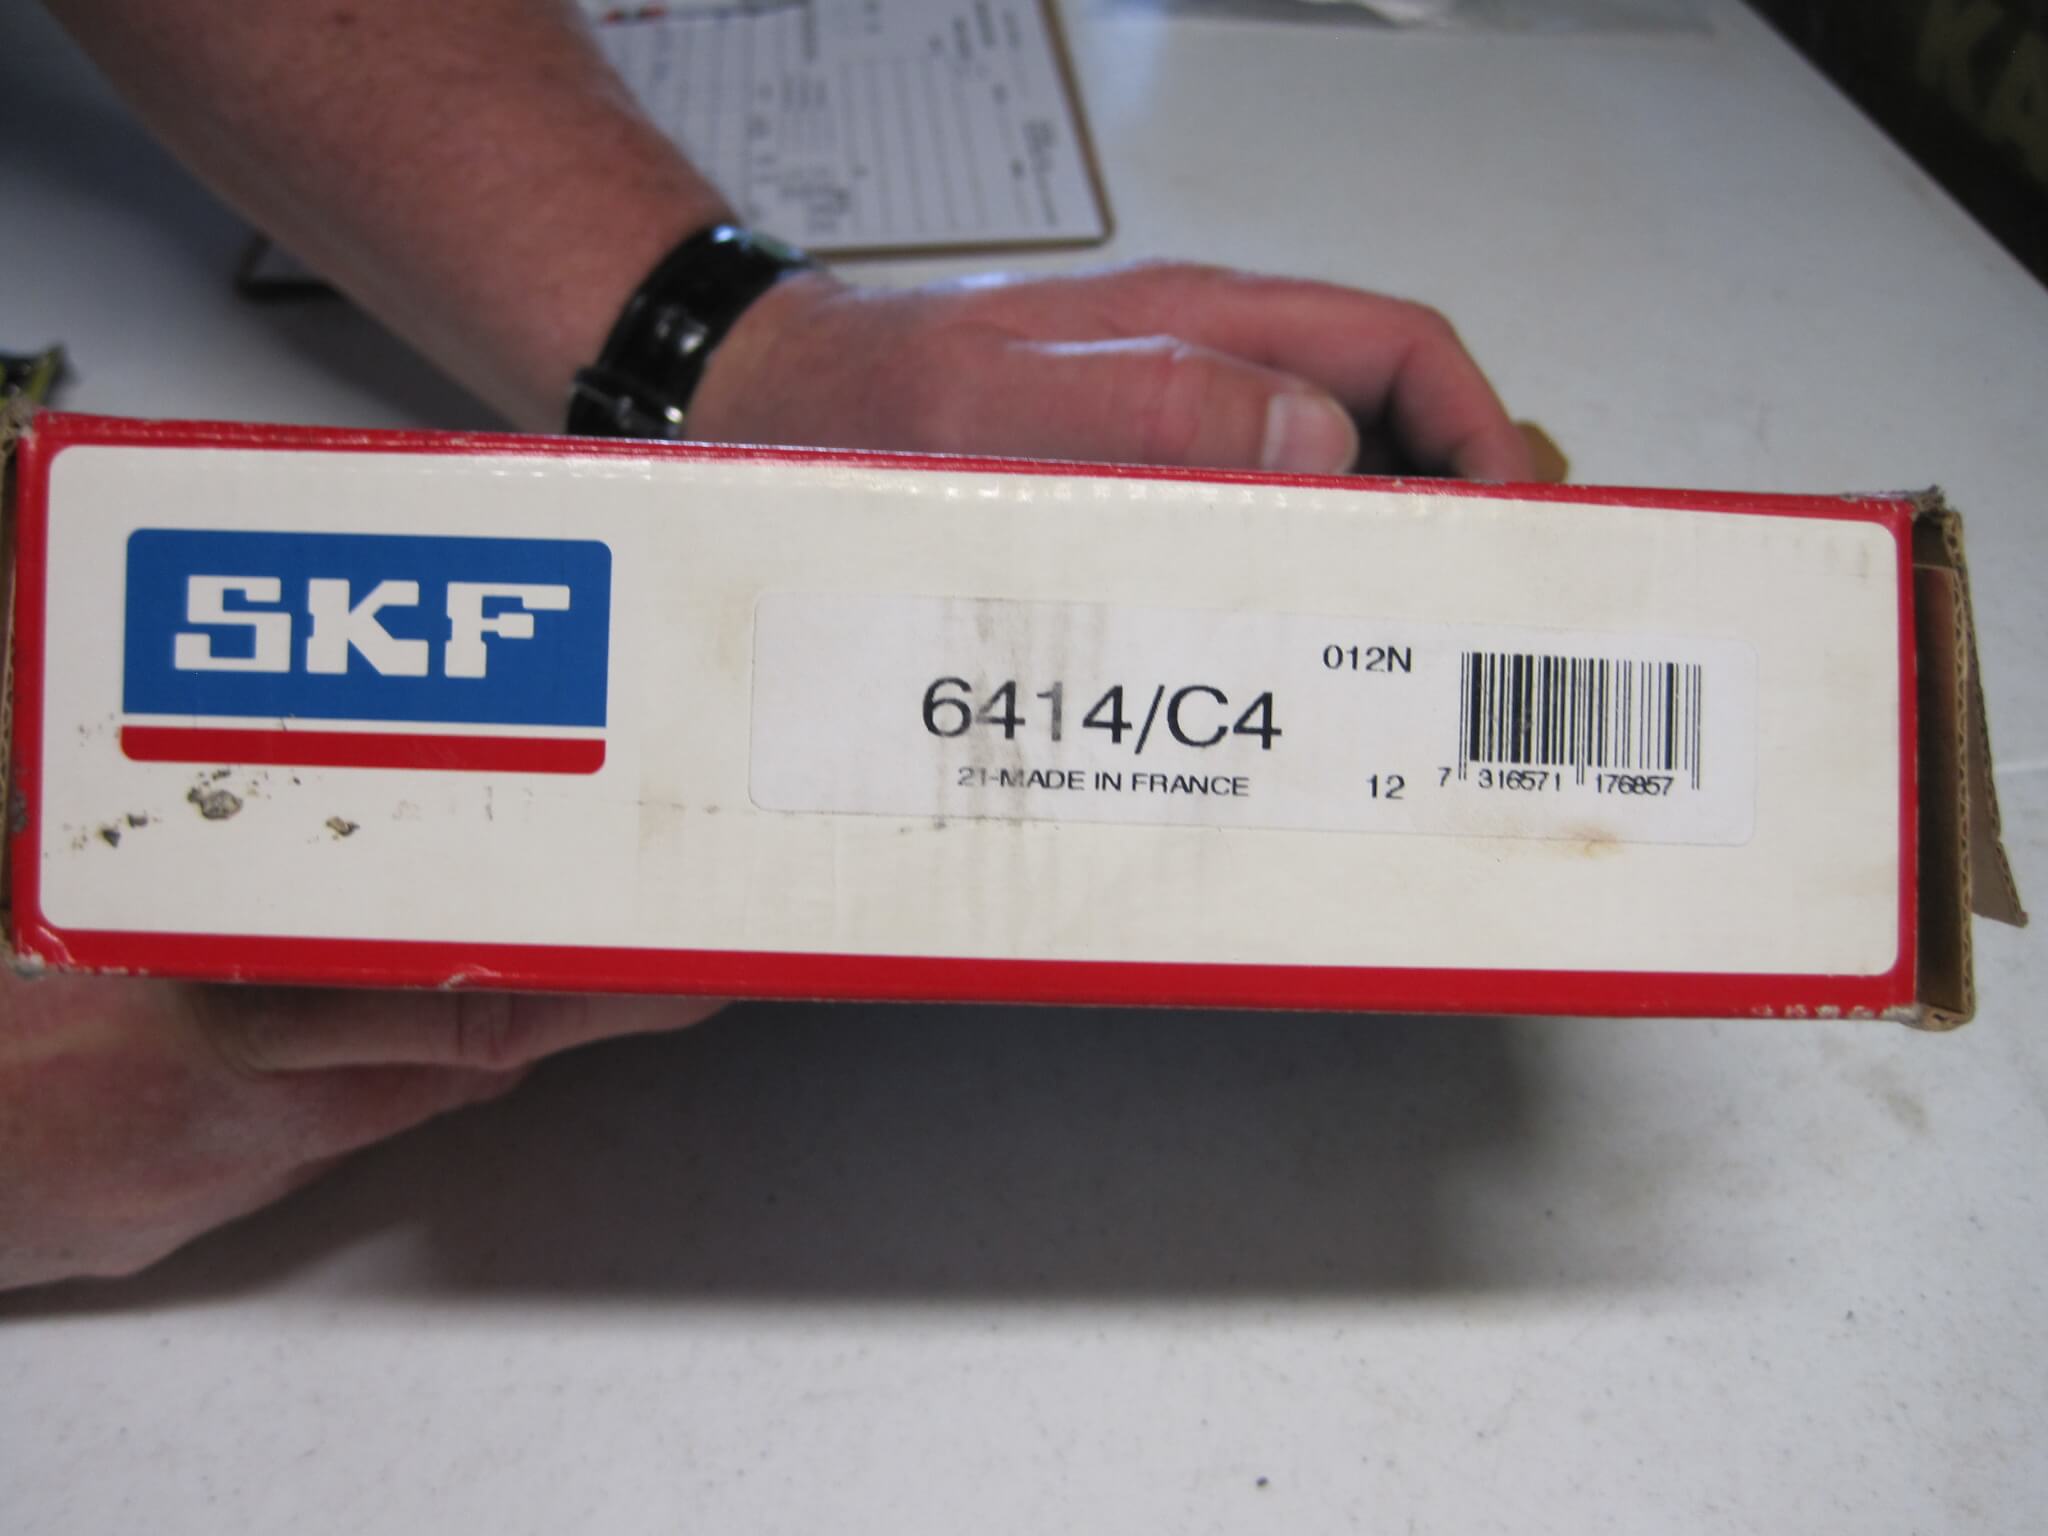 SKF
012N
6414/C4
21-MADE IN FRANCE
12
7 316571 176857